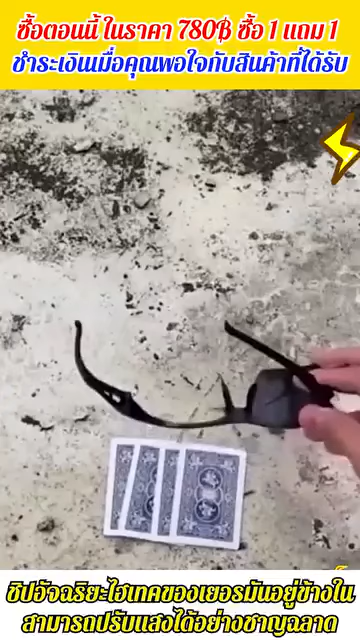 ซื้อตอนนี้ ในราคา 780฿ ซื้อ 1 แถม 1
ชำระเงินเมื่อคุณพอใจกับสินค้าที่ได้รับ
ชิปอัจฉริยะไฮเทคของเยอรมันอยู่ข้างใน
สามารถปรับแสงได้อย่างชาญฉลาด